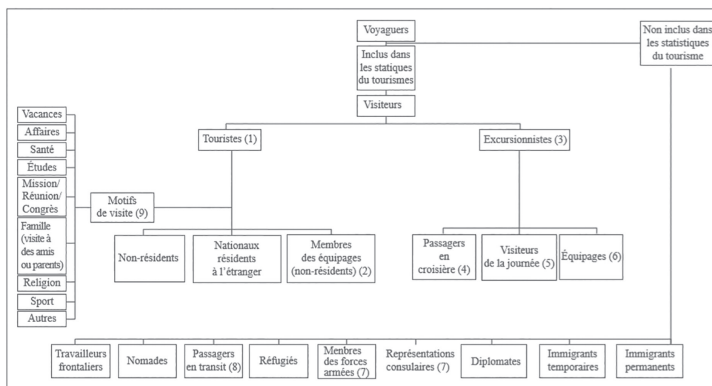 Voyaguers
Non inclus dans
les statistiques
du tourisme
Inclus dans
les statiques
du tourismes
Visiteurs
Touristes (1)
Excursionnistes (3)
Vacances
Affaires
Santé
Études
Mission/
Réunion/
Congrès
Famille
(visite à
des amis
ou parents)
Religion
Sport
Autres
Motifs
de visite (9)
Non-résidents
Nationaux
résidents
à l'étranger
Membres
des équipages
(non-résidents) (2)
Passagers
en
croisière (4)
Visiteurs
de la journée (5)
Équipages (6)
Travailleurs
frontaliers
Nomades
Passagers
en transit (8)
Réfugiés
Menbres
des forces
armées (7)
Représentations
consulaires (7)
Diplomates
Immigrants
temporaires
Immigrants
permanents